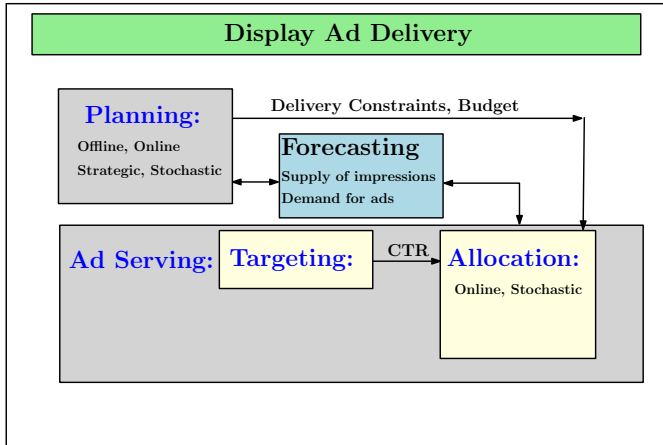 Display Ad Delivery
Planning:
Offline, Online
Strategic, Stochastic
Delivery Constraints, Budget
Forecasting
Supply of impressions
Demand for ads
Ad Serving:
Targeting:
CTR
Allocation:
Online, Stochastic